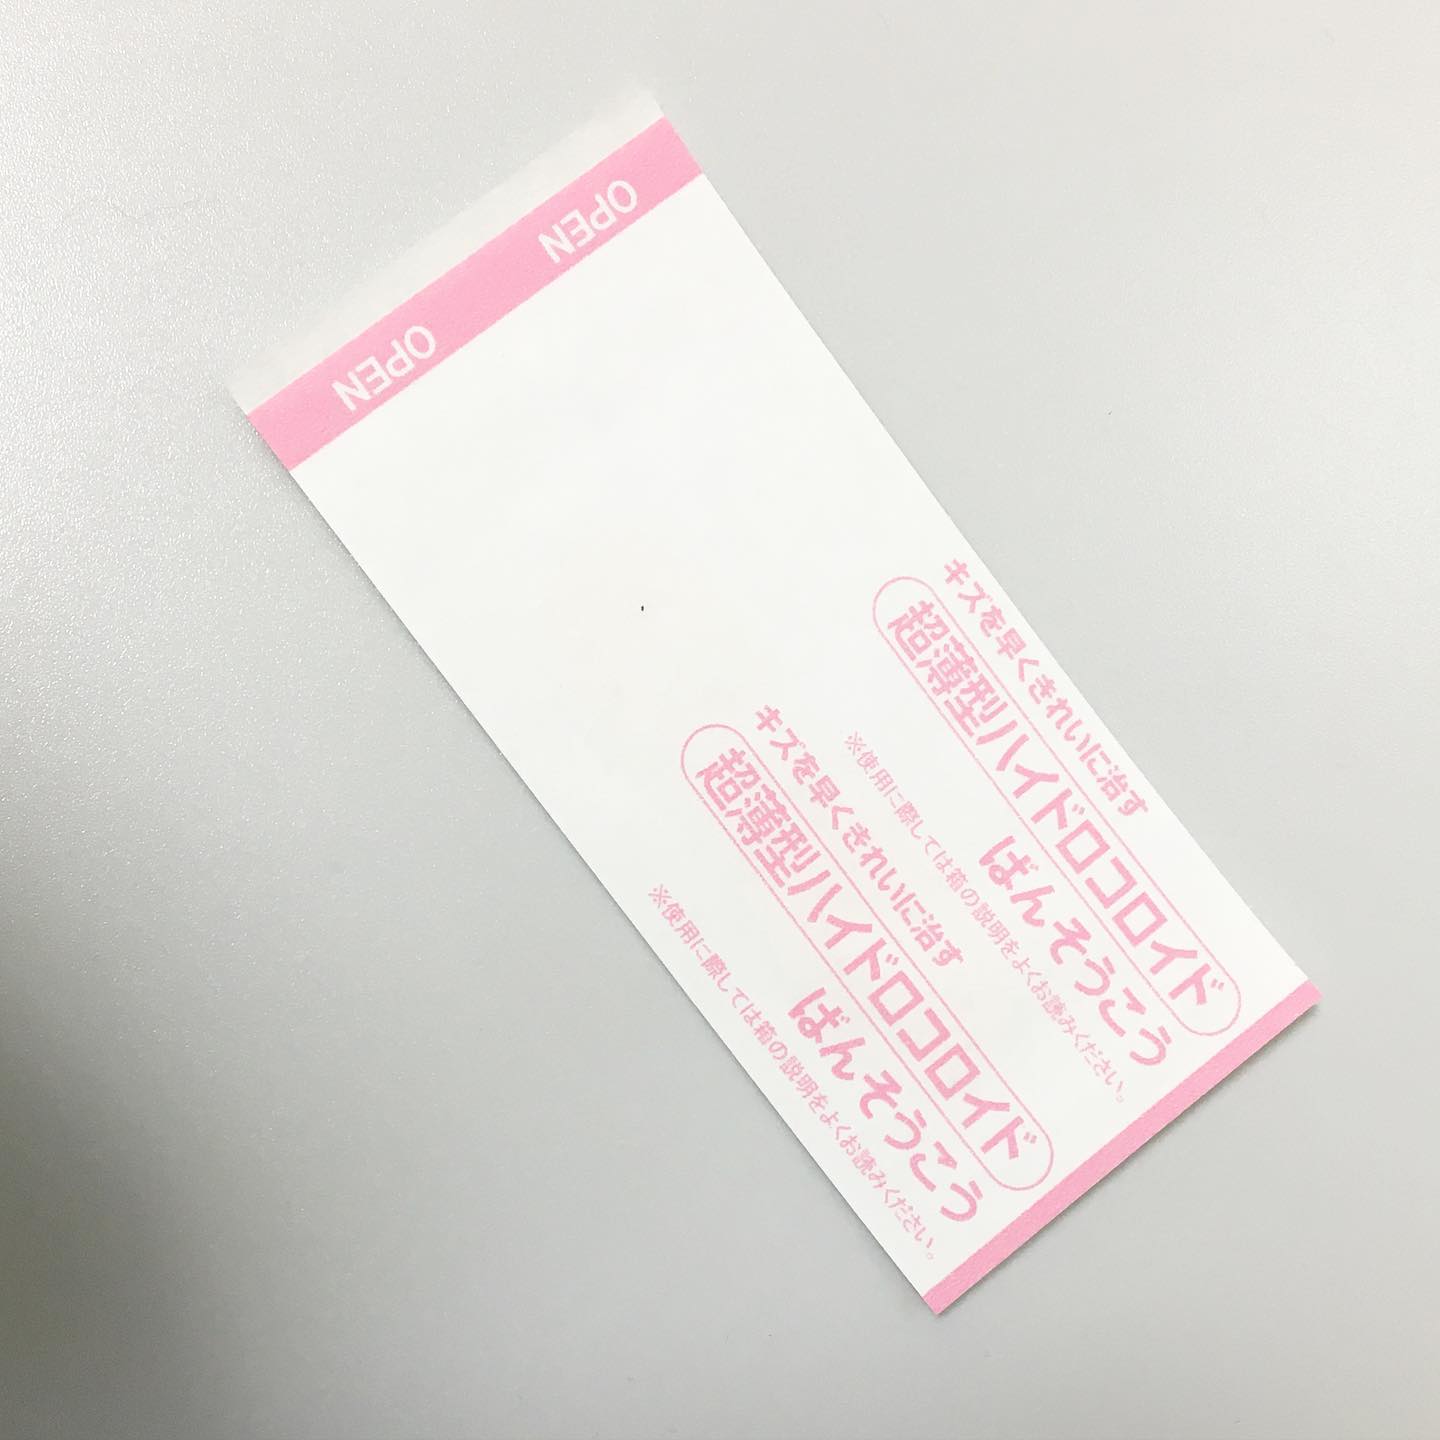 OPEN
OPEN
キズを早くきれいに治す
超薄型ハイドロコロイド
ばんそうこう
※使用に際しては箱の説明をよくお読みください。
キズを早くきれいに治す
超薄型ハイドロコロイド
ばんそうこう
※使用に際しては箱の説明をよくお読みください。